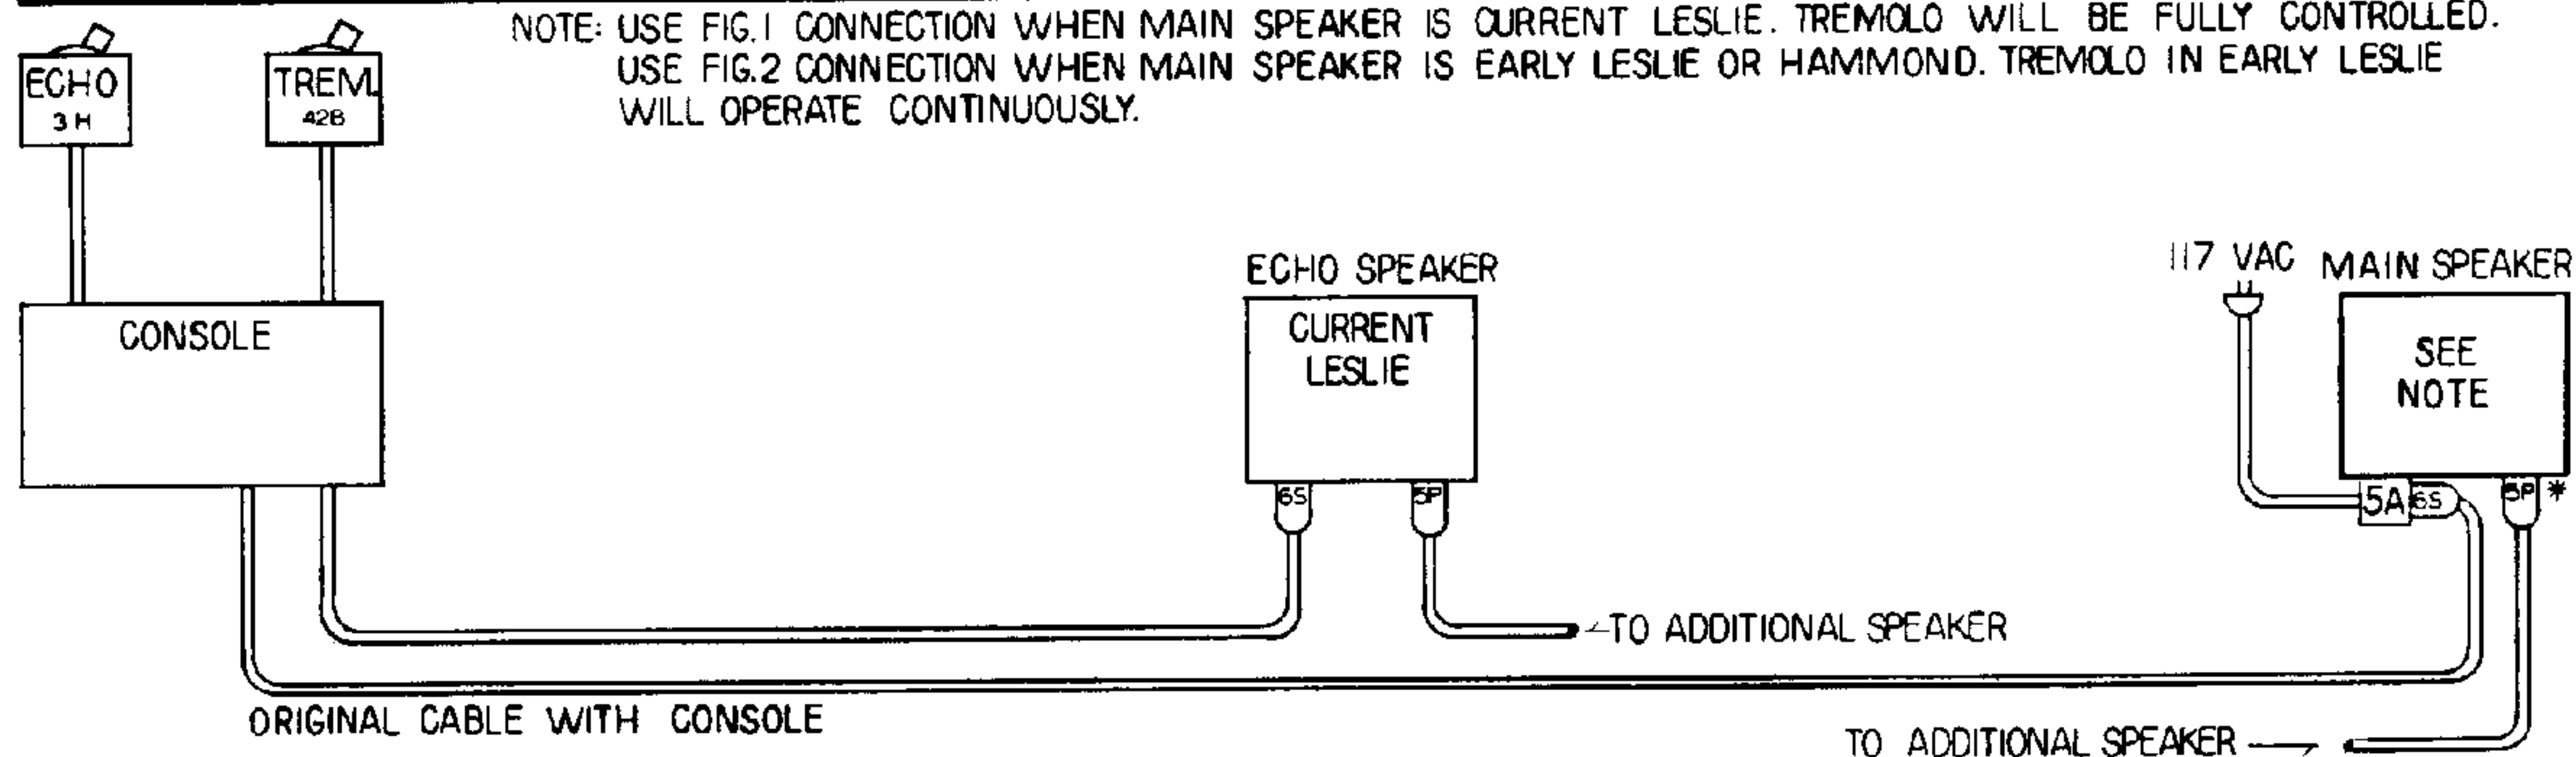 NOTE: USE FIG.1 CONNECTION WHEN MAIN SPEAKER IS CURRENT LESLIE. TREMOLO WILL BE FULLY CONTROLLED.
USE FIG.2 CONNECTION WHEN MAIN SPEAKER IS EARLY LESLIE OR HAMMOND. TREMOLO IN EARLY LESLIE
WILL OPERATE CONTINUOUSLY.
ECHO
3H
TREM.
42B
CONSOLE
ECHO SPEAKER
CURRENT
LESLIE
6S
5P
117 VAC
MAIN SPEAKER
SEE
NOTE
5A
6S
5P *
TO ADDITIONAL SPEAKER
ORIGINAL CABLE WITH CONSOLE
TO ADDITIONAL SPEAKER